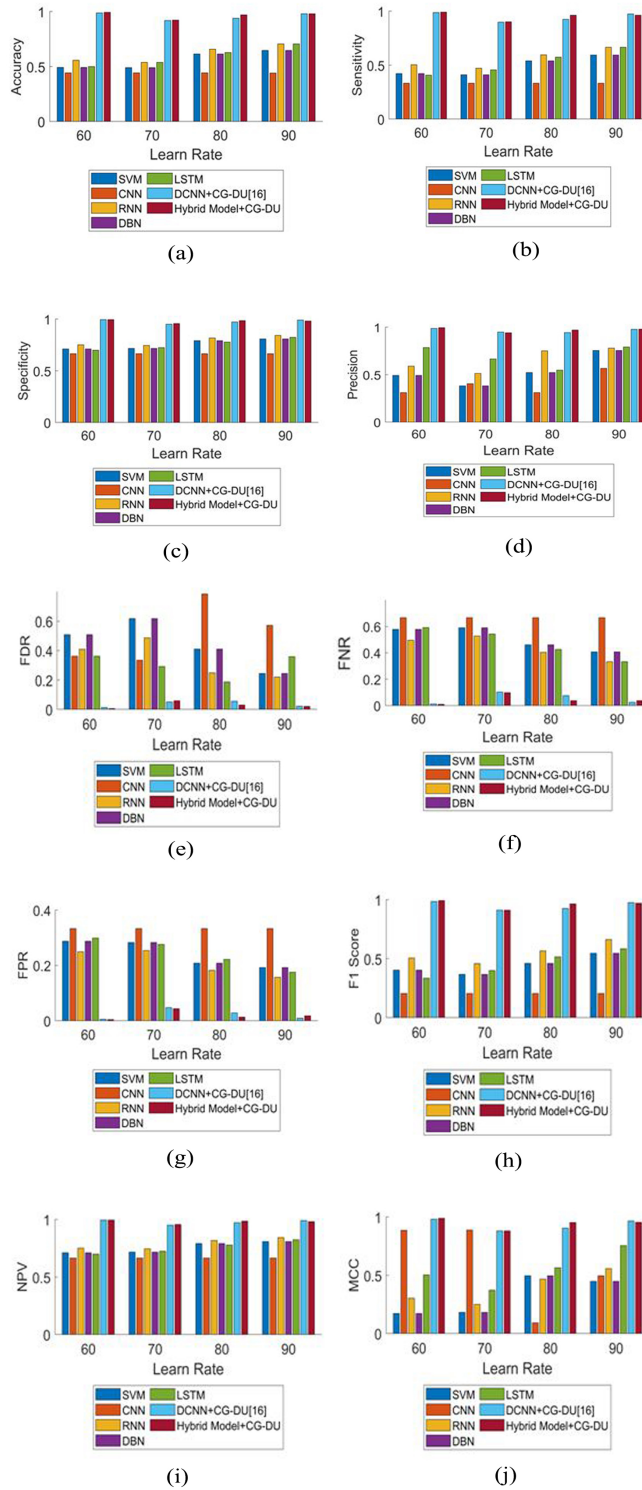 1
0.5
0
Accuracy
60 70 80 90
Learn Rate
SVM LSTM
CNN DCNN+CG-DU[16]
RNN Hybrid Model+CG-DU
DBN
(a)
1
0.5
0
Sensitivity
60 70 80 90
Learn Rate
SVM LSTM
CNN DCNN+CG-DU[16]
RNN Hybrid Model+CG-DU
DBN
(b)
1
0.5
0
Specificity
60 70 80 90
Learn Rate
SVM LSTM
CNN DCNN+CG-DU[16]
RNN Hybrid Model+CG-DU
DBN
(c)
1
0.5
0
Precision
60 70 80 90
Learn Rate
SVM LSTM
CNN DCNN+CG-DU[16]
RNN Hybrid Model+CG-DU
DBN
(d)
0.6
0.4
0.2
0
FDR
60 70 80 90
Learn Rate
SVM LSTM
CNN DCNN+CG-DU[16]
RNN Hybrid Model+CG-DU
DBN
(e)
0.6
0.4
0.2
0
FNR
60 70 80 90
Learn Rate
SVM LSTM
CNN DCNN+CG-DU[16]
RNN Hybrid Model+CG-DU
DBN
(f)
0.4
0.2
0
FPR
60 70 80 90
Learn Rate
SVM LSTM
CNN DCNN+CG-DU[16]
RNN Hybrid Model+CG-DU
DBN
(g)
1
0.5
0
F1 Score
60 70 80 90
Learn Rate
SVM LSTM
CNN DCNN+CG-DU[16]
RNN Hybrid Model+CG-DU
DBN
(h)
1
0.5
0
NPV
60 70 80 90
Learn Rate
SVM LSTM
CNN DCNN+CG-DU[16]
RNN Hybrid Model+CG-DU
DBN
(i)
1
0.5
0
MCC
60 70 80 90
Learn Rate
SVM LSTM
CNN DCNN+CG-DU[16]
RNN Hybrid Model+CG-DU
DBN
(j)